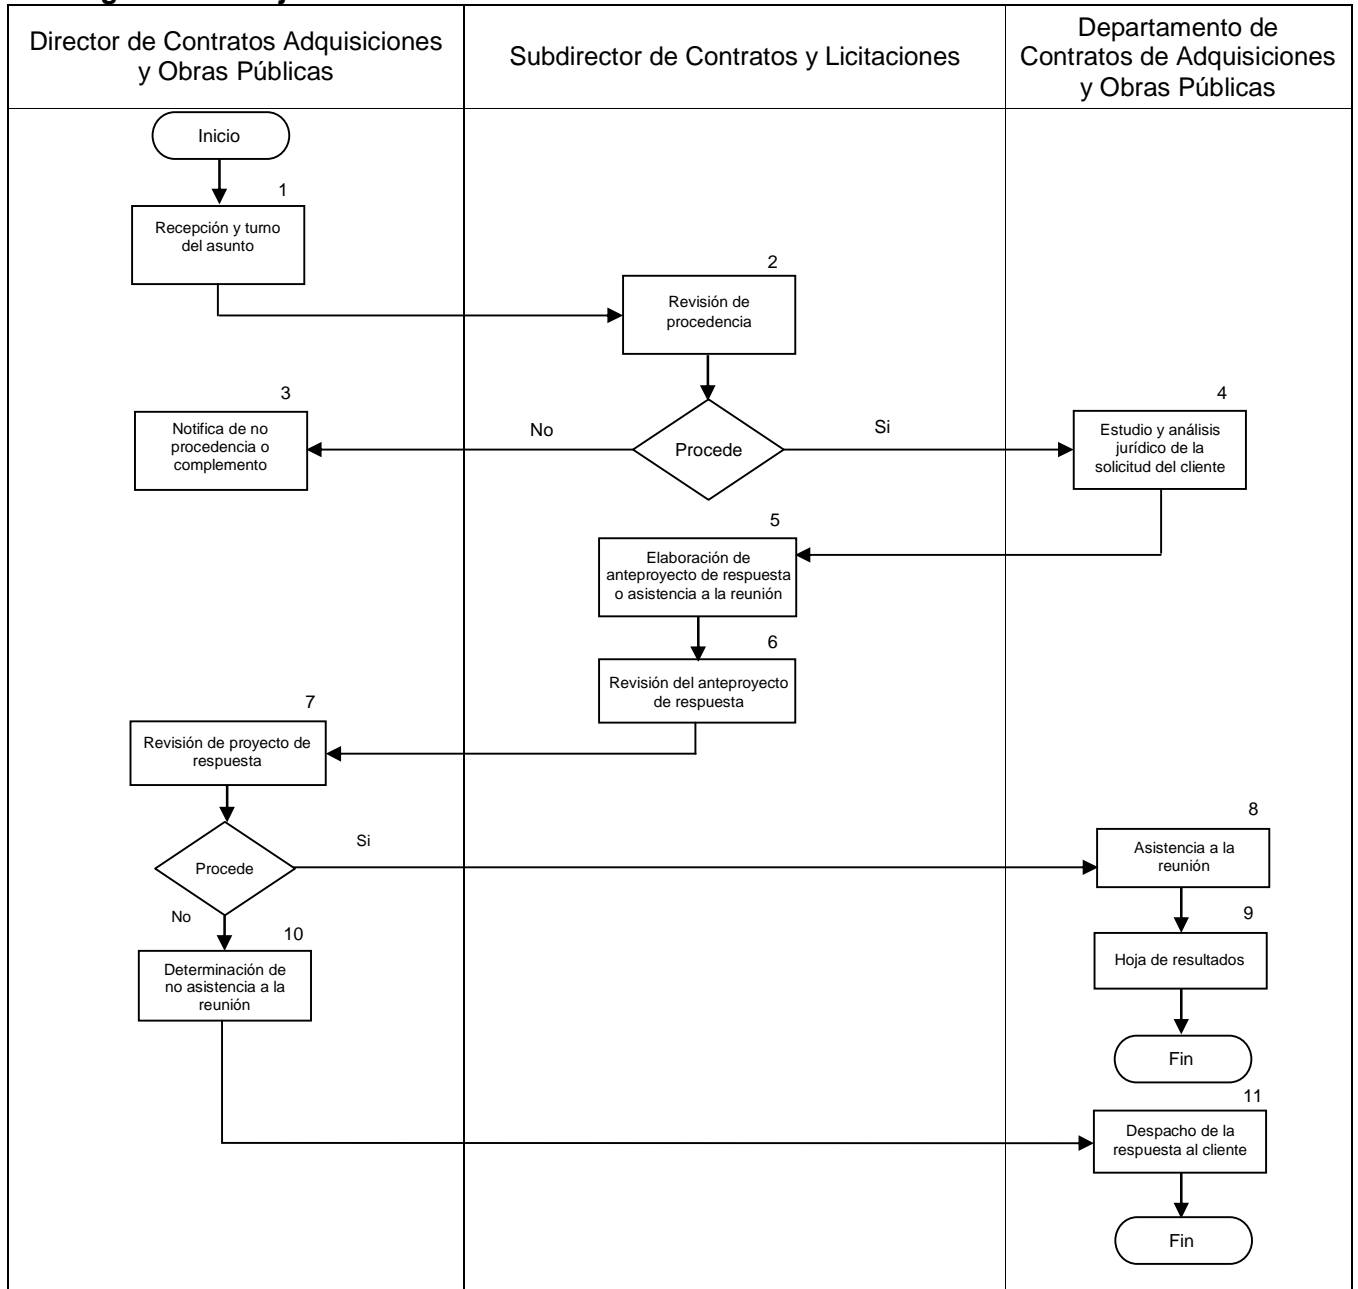 Director de Contratos Adquisiciones
y Obras Públicas
Subdirector de Contratos y Licitaciones
Departamento de
Contratos de Adquisiciones
y Obras Públicas
Inicio
1
Recepción y turno
del asunto
2
Revisión de
procedencia
3
Notifica de no
procedencia o
complemento
No
Procede
Si
4
Estudio y análisis
jurídico de la
solicitud del cliente
5
Elaboración de
anteproyecto de respuesta
o asistencia a la reunión
6
Revisión del anteproyecto
de respuesta
7
Revisión de proyecto de
respuesta
Procede
Si
No
8
Asistencia a la
reunión
9
Hoja de resultados
Fin
10
Determinación de
no asistencia a la
reunión
11
Despacho de la
respuesta al cliente
Fin